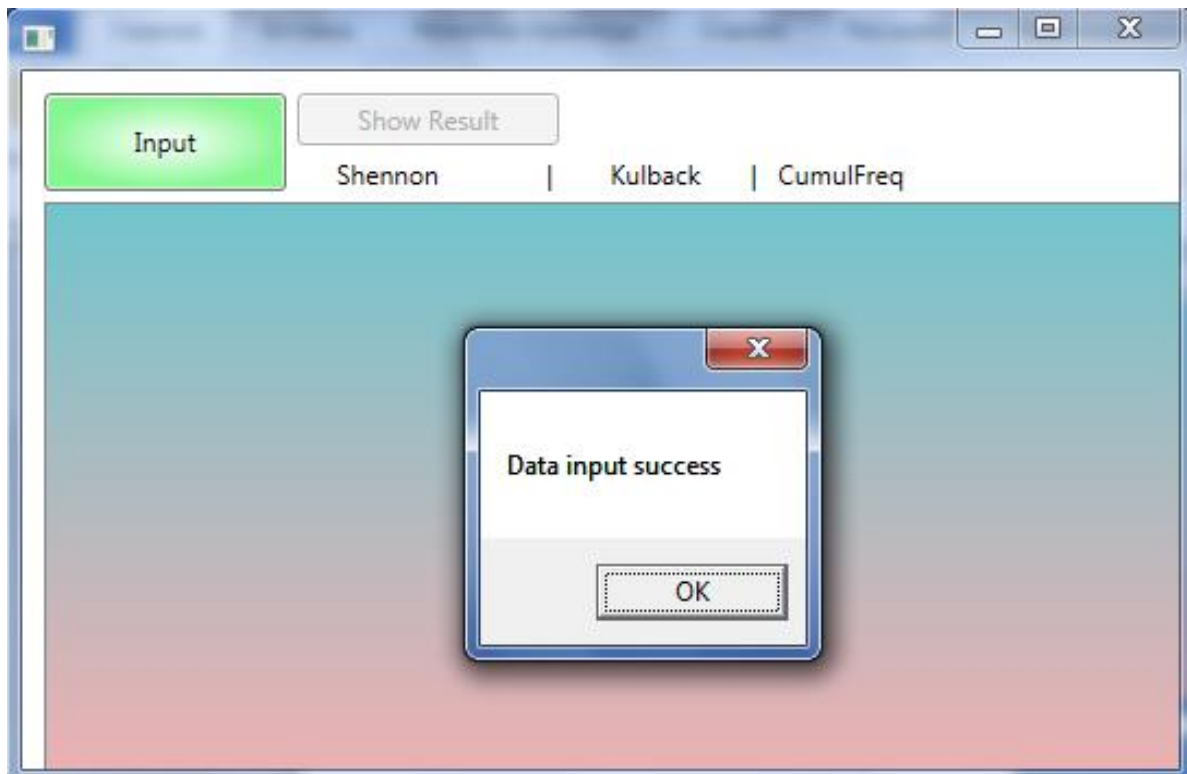 Input
Show Result
Shennon | Kulback | CumulFreq
Data input success
OK